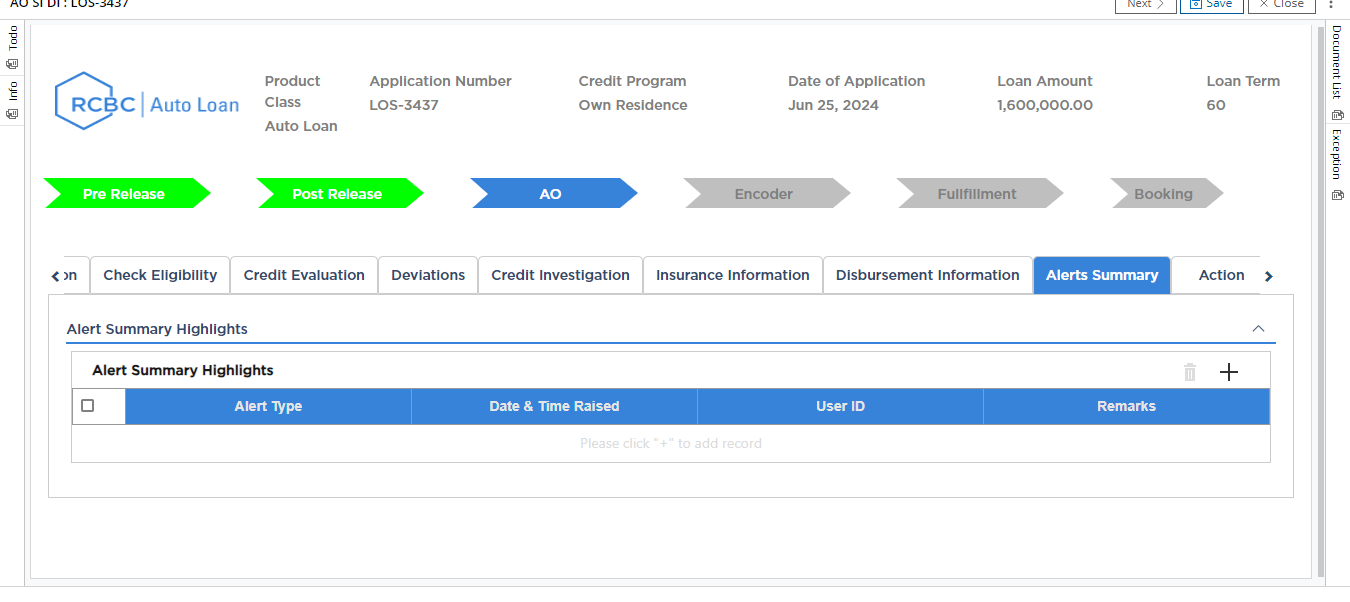 AO SI DI : LOS-3437
Next
Save
Close
Todo
Info
Document List
Exception
RCBC Auto Loan
Product Class
Auto Loan
Application Number
LOS-3437
Credit Program
Own Residence
Date of Application
Jun 25, 2024
Loan Amount
1,600,000.00
Loan Term
60
Pre Release
Post Release
AO
Encoder
Fullfillment
Booking
on
Check Eligibility
Credit Evaluation
Deviations
Credit Investigation
Insurance Information
Disbursement Information
Alerts Summary
Action
Alert Summary Highlights
Alert Summary Highlights
Alert Type
Date & Time Raised
User ID
Remarks
Please click "+" to add record